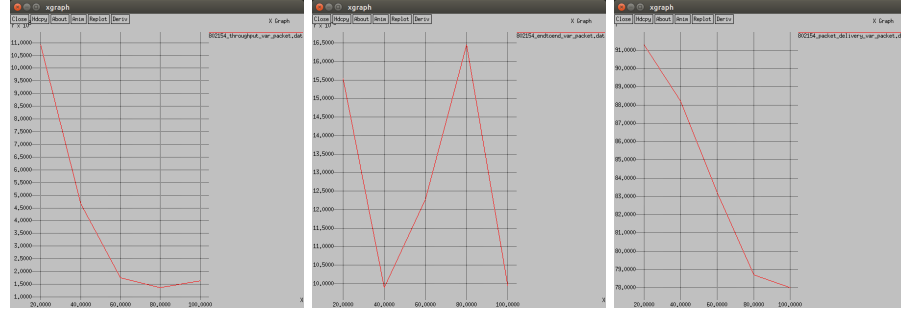 xgraph
Close Hdcpy About Anim Replot Deriv
X Graph
802154_throughput_var_packet.dat
11,0000
10,5000
10,0000
9,5000
9,0000
8,5000
8,0000
7,5000
7,0000
6,5000
6,0000
5,5000
5,0000
4,5000
4,0000
3,5000
3,0000
2,5000
2,0000
1,5000
1,0000
X
20,0000 40,0000 60,0000 80,0000 100,0000
xgraph
Close Hdcpy About Anim Replot Deriv
X Graph
802154_endtoend_var_packet.dat
16,5000
16,0000
15,5000
15,0000
14,5000
14,0000
13,5000
13,0000
12,5000
12,0000
11,5000
11,0000
10,5000
10,0000
X
20,0000 40,0000 60,0000 80,0000 100,0000
xgraph
Close Hdcpy About Anim Replot Deriv
X Graph
802154_packet_delivery_var_packet.d
91,0000
90,0000
89,0000
88,0000
87,0000
86,0000
85,0000
84,0000
83,0000
82,0000
81,0000
80,0000
79,0000
78,0000
20,0000 40,0000 60,0000 80,0000 100,0000